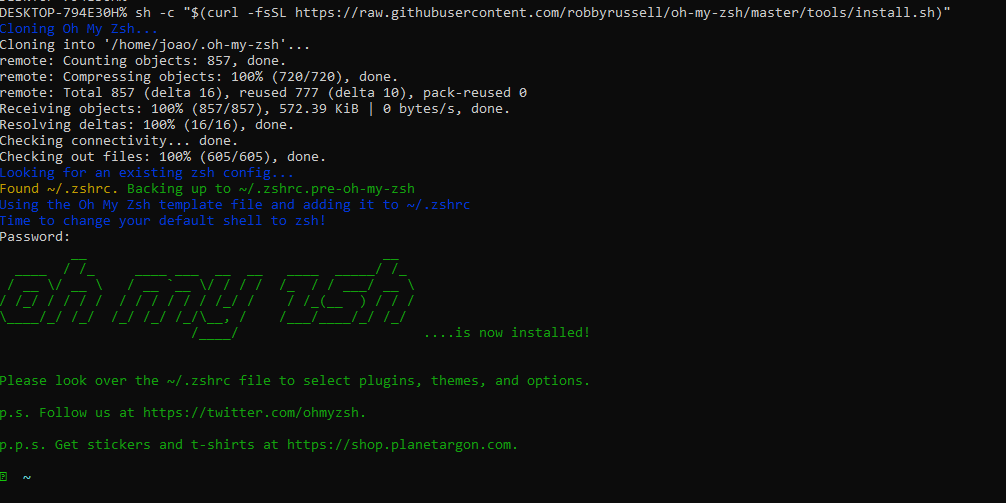 DESKTOP-794E30H% sh -c "$(curl -fsSL https://raw.githubusercontent.com/robbyrussell/oh-my-zsh/master/tools/install.sh)"
Cloning Oh My Zsh...
Cloning into '/home/joao/.oh-my-zsh'...
remote: Counting objects: 857, done.
remote: Compressing objects: 100% (720/720), done.
remote: Total 857 (delta 16), reused 777 (delta 10), pack-reused 0
Receiving objects: 100% (857/857), 572.39 KiB | 0 bytes/s, done.
Resolving deltas: 100% (16/16), done.
Checking connectivity... done.
Checking out files: 100% (605/605), done.
Looking for an existing zsh config...
Found ~/.zshrc. Backing up to ~/.zshrc.pre-oh-my-zsh
Using the Oh My Zsh template file and adding it to ~/.zshrc
Time to change your default shell to zsh!
Password:
oh my zsh
....is now installed!
Please look over the ~/.zshrc file to select plugins, themes, and options.
p.s. Follow us at https://twitter.com/ohmyzsh.
p.p.s. Get stickers and t-shirts at https://shop.planetargon.com.
~